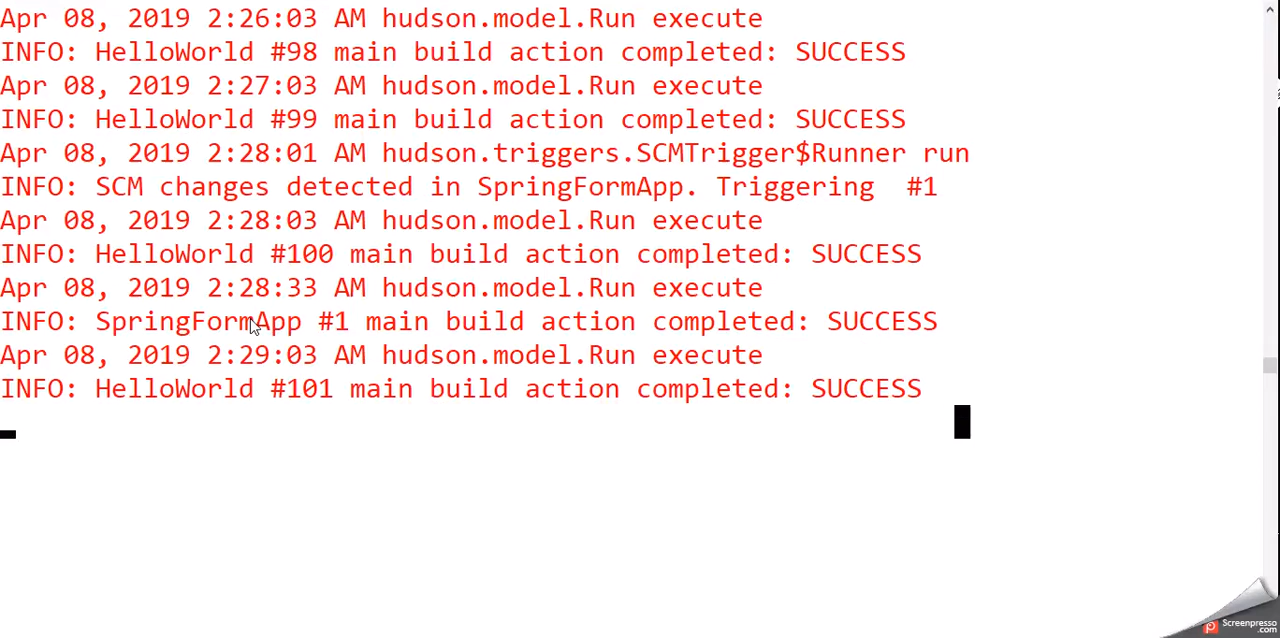 Apr 08, 2019 2:26:03 AM hudson.model.Run execute
INFO: HelloWorld #98 main build action completed: SUCCESS
Apr 08, 2019 2:27:03 AM hudson.model.Run execute
INFO: HelloWorld #99 main build action completed: SUCCESS
Apr 08, 2019 2:28:01 AM hudson.triggers.SCMTrigger$Runner run
INFO: SCM changes detected in SpringFormApp. Triggering  #1
Apr 08, 2019 2:28:03 AM hudson.model.Run execute
INFO: HelloWorld #100 main build action completed: SUCCESS
Apr 08, 2019 2:28:33 AM hudson.model.Run execute
INFO: SpringFormApp #1 main build action completed: SUCCESS
Apr 08, 2019 2:29:03 AM hudson.model.Run execute
INFO: HelloWorld #101 main build action completed: SUCCESS
Screenpresso
.com